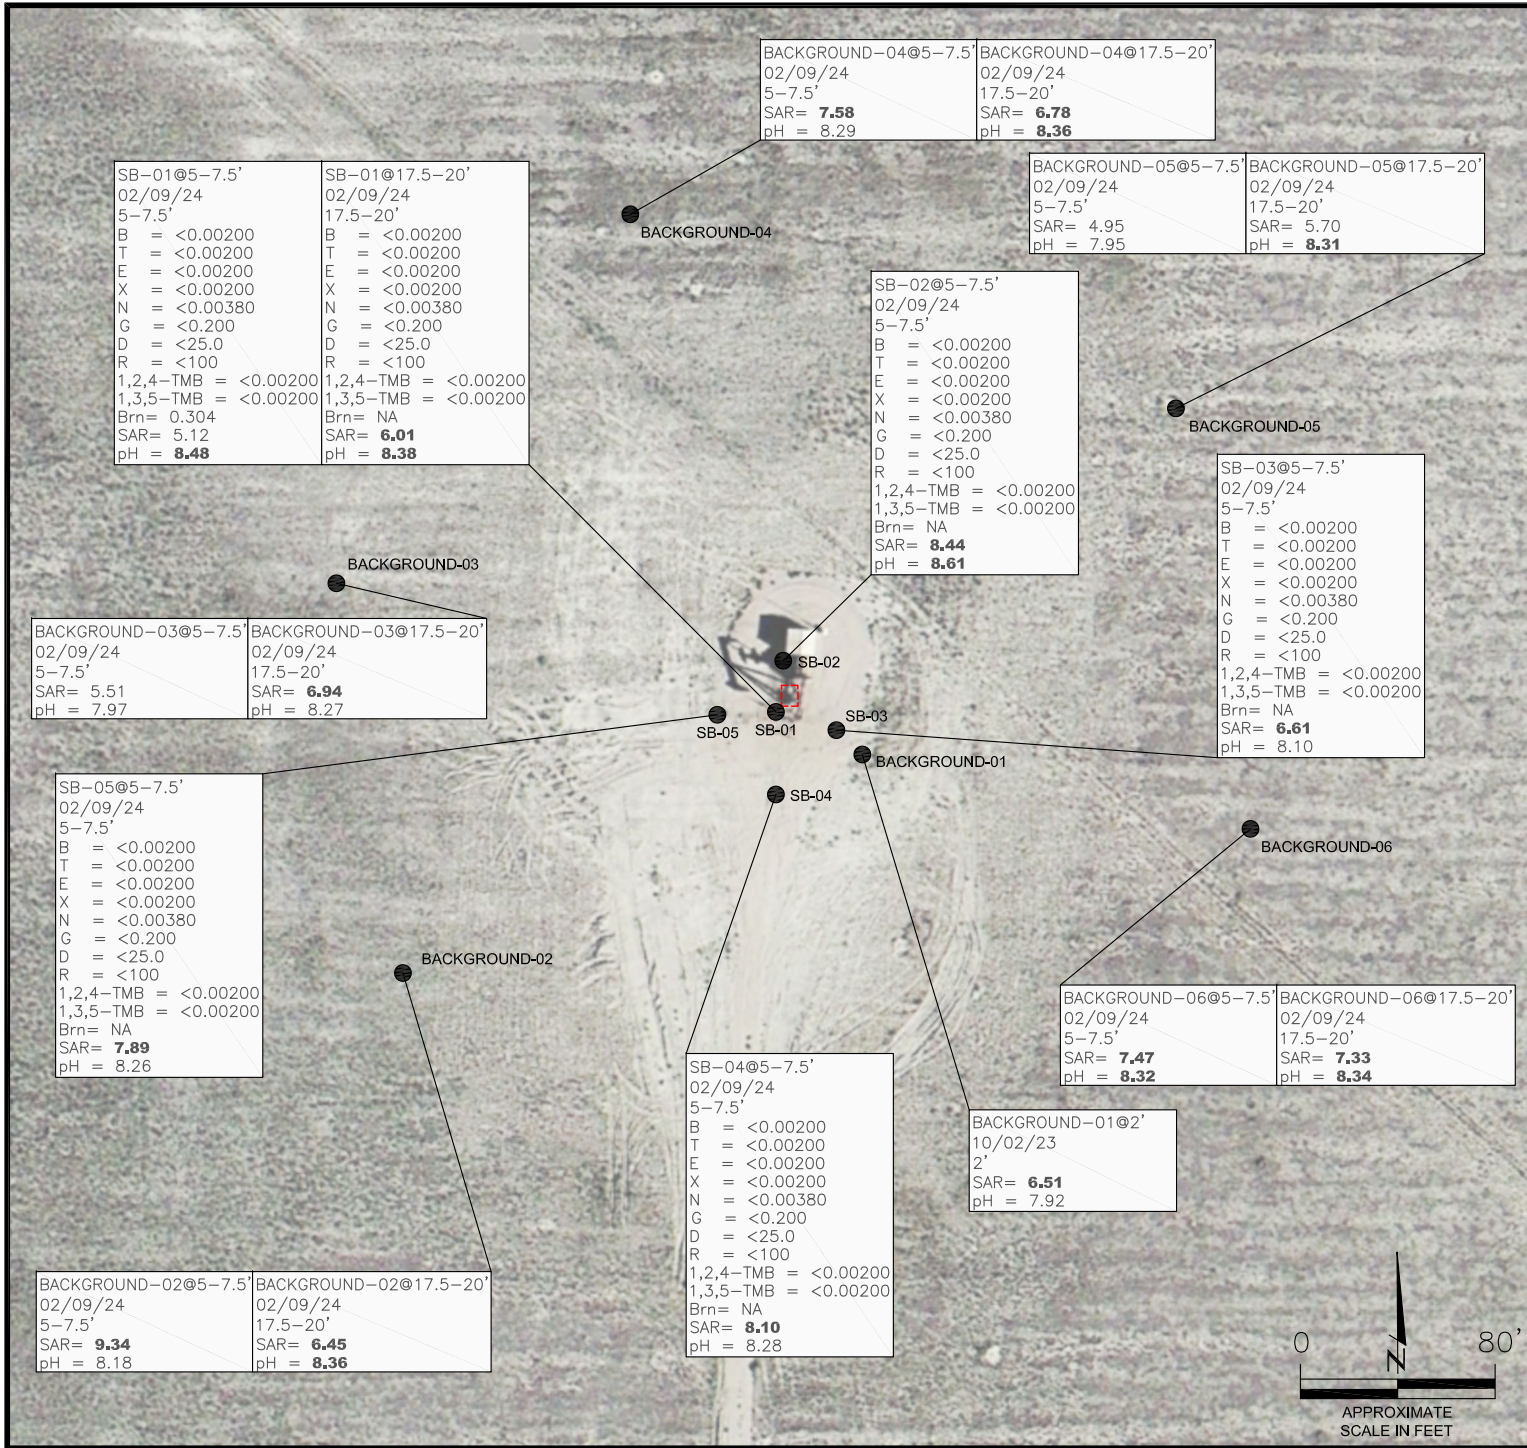 BACKGROUND-04@5-7.5'
02/09/24
5-7.5'
SAR= 7.58
pH = 8.29
BACKGROUND-04@17.5-20'
02/09/24
17.5-20'
SAR= 6.78
pH = 8.36
BACKGROUND-04
BACKGROUND-05@5-7.5'
02/09/24
5-7.5'
SAR= 4.95
pH = 7.95
BACKGROUND-05@17.5-20'
02/09/24
17.5-20'
SAR= 5.70
pH = 8.31
BACKGROUND-05
SB-01@5-7.5'
02/09/24
5-7.5'
B = <0.00200
T = <0.00200
E = <0.00200
X = <0.00200
N = <0.00380
G = <0.200
D = <25.0
R = <100
1,2,4-TMB = <0.00200
1,3,5-TMB = <0.00200
Brn= 0.304
SAR= 5.12
pH = 8.48
SB-01@17.5-20'
02/09/24
17.5-20'
B = <0.00200
T = <0.00200
E = <0.00200
X = <0.00200
N = <0.00380
G = <0.200
D = <25.0
R = <100
1,2,4-TMB = <0.00200
1,3,5-TMB = <0.00200
Brn= NA
SAR= 6.01
pH = 8.38
SB-02@5-7.5'
02/09/24
5-7.5'
B = <0.00200
T = <0.00200
E = <0.00200
X = <0.00200
N = <0.00380
G = <0.200
D = <25.0
R = <100
1,2,4-TMB = <0.00200
1,3,5-TMB = <0.00200
Brn= NA
SAR= 8.44
pH = 8.61
SB-03@5-7.5'
02/09/24
5-7.5'
B = <0.00200
T = <0.00200
E = <0.00200
X = <0.00200
N = <0.00380
G = <0.200
D = <25.0
R = <100
1,2,4-TMB = <0.00200
1,3,5-TMB = <0.00200
Brn= NA
SAR= 6.61
pH = 8.10
BACKGROUND-03
BACKGROUND-03@5-7.5'
02/09/24
5-7.5'
SAR= 5.51
pH = 7.97
BACKGROUND-03@17.5-20'
02/09/24
17.5-20'
SAR= 6.94
pH = 8.27
SB-02
SB-05
SB-01
SB-03
BACKGROUND-01
SB-04
BACKGROUND-06
SB-05@5-7.5'
02/09/24
5-7.5'
B = <0.00200
T = <0.00200
E = <0.00200
X = <0.00200
N = <0.00380
G = <0.200
D = <25.0
R = <100
1,2,4-TMB = <0.00200
1,3,5-TMB = <0.00200
Brn= NA
SAR= 7.89
pH = 8.26
BACKGROUND-02
BACKGROUND-06@5-7.5'
02/09/24
5-7.5'
SAR= 7.47
pH = 8.32
BACKGROUND-06@17.5-20'
02/09/24
17.5-20'
SAR= 7.33
pH = 8.34
SB-04@5-7.5'
02/09/24
5-7.5'
B = <0.00200
T = <0.00200
E = <0.00200
X = <0.00200
N = <0.00380
G = <0.200
D = <25.0
R = <100
1,2,4-TMB = <0.00200
1,3,5-TMB = <0.00200
Brn= NA
SAR= 8.10
pH = 8.28
BACKGROUND-01@2'
10/02/23
2'
SAR= 6.51
pH = 7.92
BACKGROUND-02@5-7.5'
02/09/24
5-7.5'
SAR= 9.34
pH = 8.18
BACKGROUND-02@17.5-20'
02/09/24
17.5-20'
SAR= 6.45
pH = 8.36
0 80'
N
APPROXIMATE
SCALE IN FEET